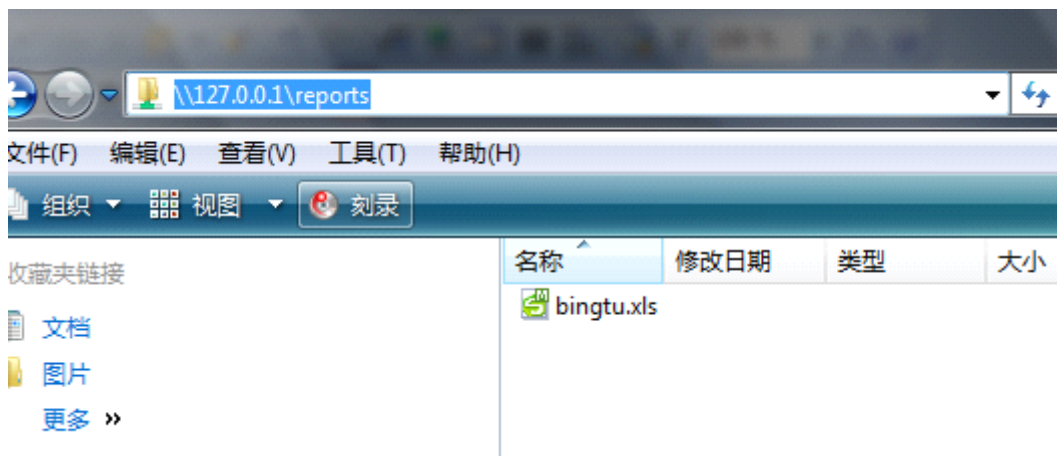 \\127.0.0.1\reports
文件(F) 编辑(E) 查看(V) 工具(T) 帮助(H)
组织 视图 刻录
收藏夹链接
文档
图片
更多 »
名称 修改日期 类型 大小
bingtu.xls